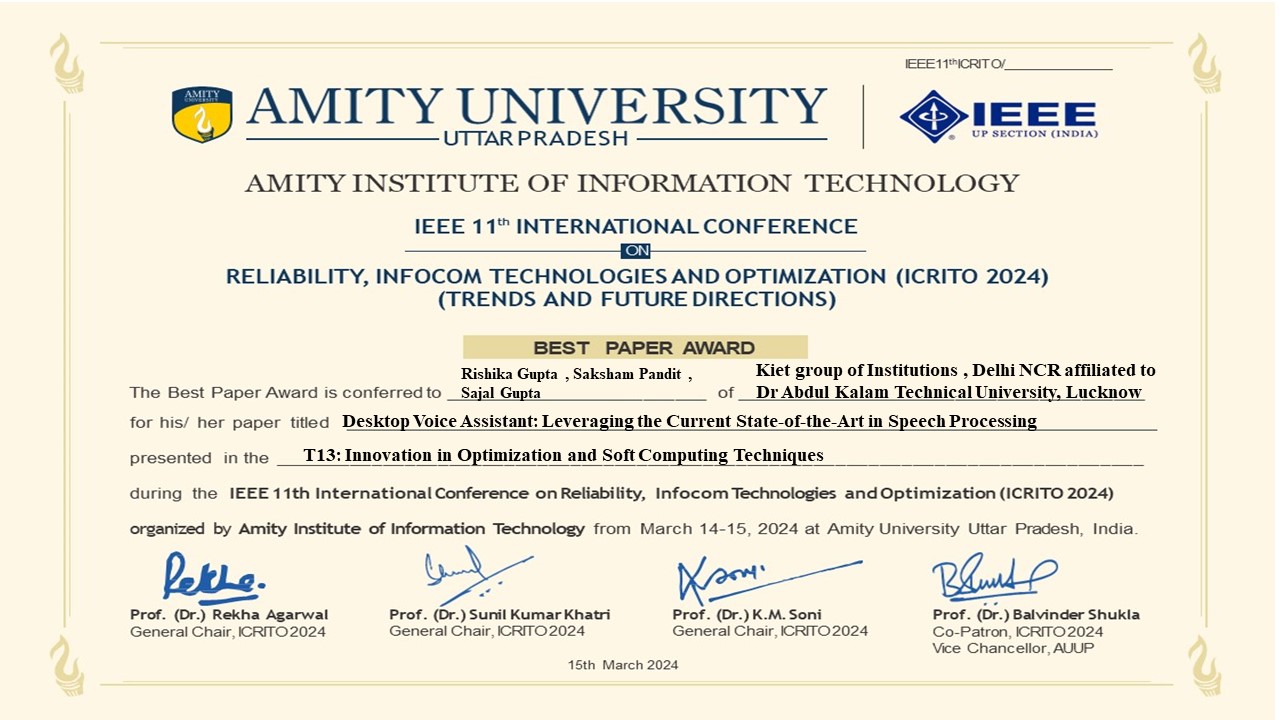 IEEE11thICRITO/_______________
AMITY UNIVERSITY
AMITY UNIVERSITY
UTTAR PRADESH
IEEE
UP SECTION (INDIA)
®
AMITY INSTITUTE OF INFORMATION TECHNOLOGY
IEEE 11th INTERNATIONAL CONFERENCE
ON
RELIABILITY, INFOCOM TECHNOLOGIES AND OPTIMIZATION (ICRITO 2024)
(TRENDS AND FUTURE DIRECTIONS)
BEST PAPER AWARD
The Best Paper Award is conferred to Rishika Gupta , Saksham Pandit , Sajal Gupta of Kiet group of Institutions , Delhi NCR affiliated to Dr Abdul Kalam Technical University, Lucknow
for his/ her paper titled Desktop Voice Assistant: Leveraging the Current State-of-the-Art in Speech Processing
presented in the T13: Innovation in Optimization and Soft Computing Techniques
during the IEEE 11th International Conference on Reliability, Infocom Technologies and Optimization (ICRITO 2024)
organized by Amity Institute of Information Technology from March 14-15, 2024 at Amity University Uttar Pradesh, India.
Rekha.
K Soni.
Prof. (Dr.) Rekha Agarwal
General Chair, ICRITO 2024
Prof. (Dr.) Sunil Kumar Khatri
General Chair, ICRITO 2024
Prof. (Dr.) K.M. Soni
General Chair, ICRITO 2024
Prof. (Dr.) Balvinder Shukla
Co-Patron, ICRITO 2024
Vice Chancellor, AUUP
15th March 2024